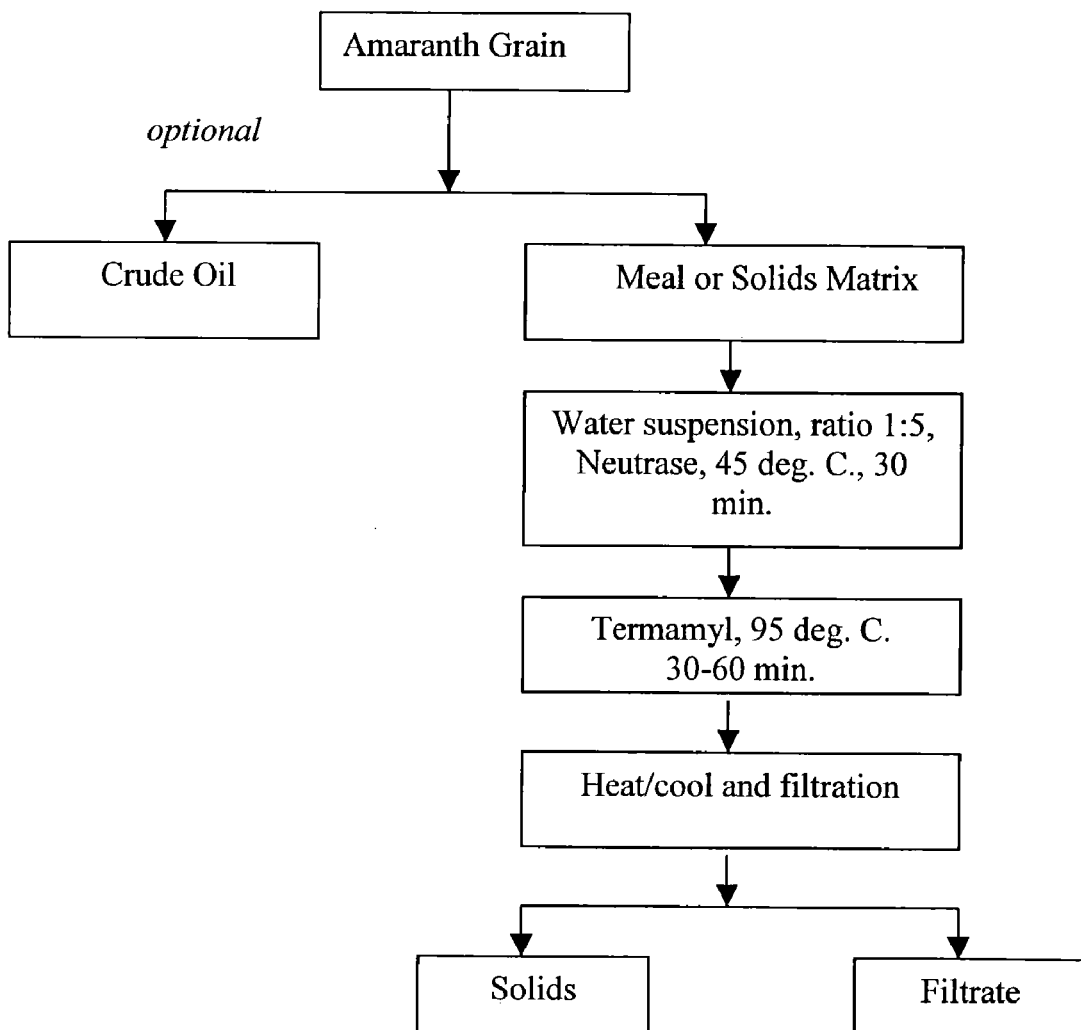 Amaranth Grain
optional
Crude Oil
Meal or Solids Matrix
Water suspension, ratio 1:5,
Neutrase, 45 deg. C., 30
min.
Termamyl, 95 deg. C.
30-60 min.
Heat/cool and filtration
Solids
Filtrate